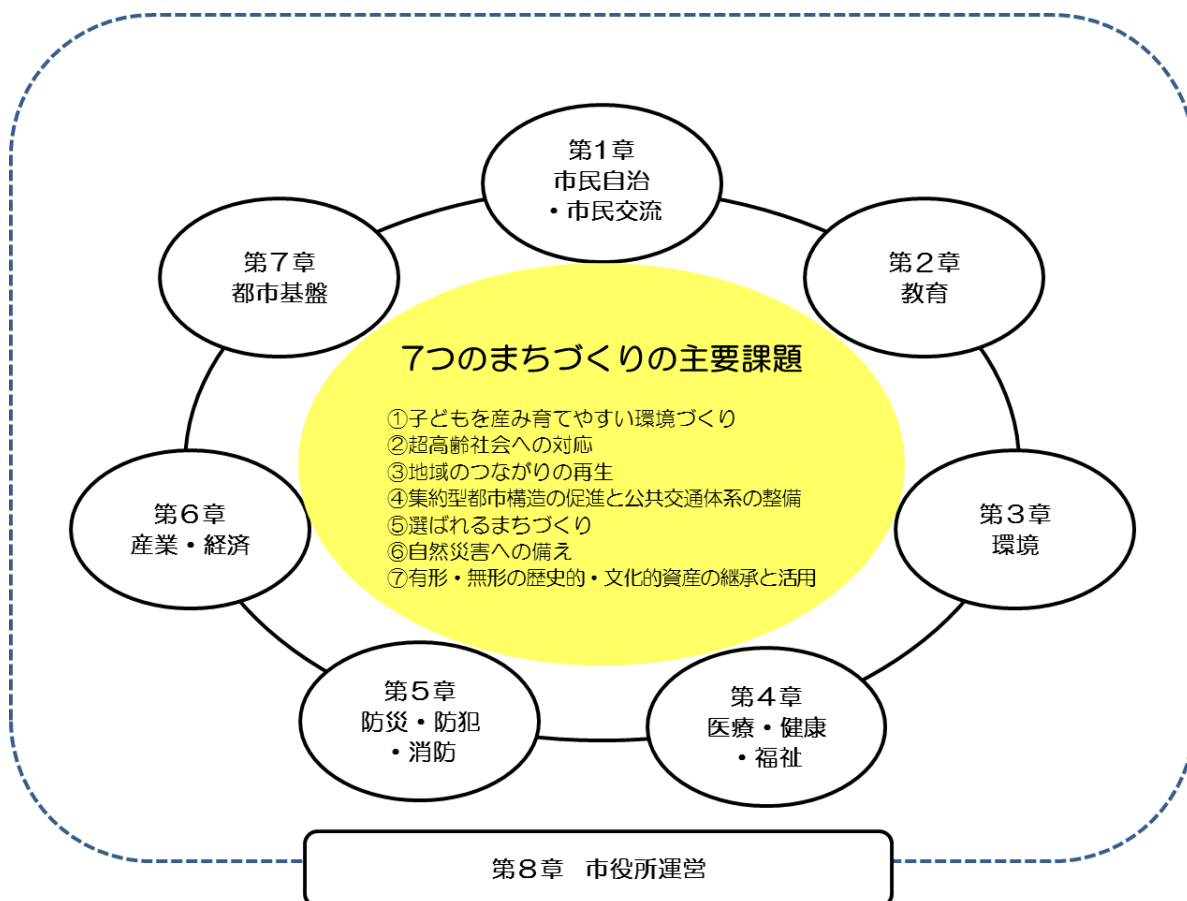 第1章
市民自治
・市民交流
第2章
教育
第3章
環境
第4章
医療・健康
・福祉
第5章
防災・防犯
・消防
第6章
産業・経済
第7章
都市基盤
7つのまちづくりの主要課題
①子どもを産み育てやすい環境づくり
②超高齢社会への対応
③地域のつながりの再生
④集約型都市構造の促進と公共交通体系の整備
⑤選ばれるまちづくり
⑥自然災害への備え
⑦有形・無形の歴史的・文化的資産の継承と活用
第8章 市役所運営